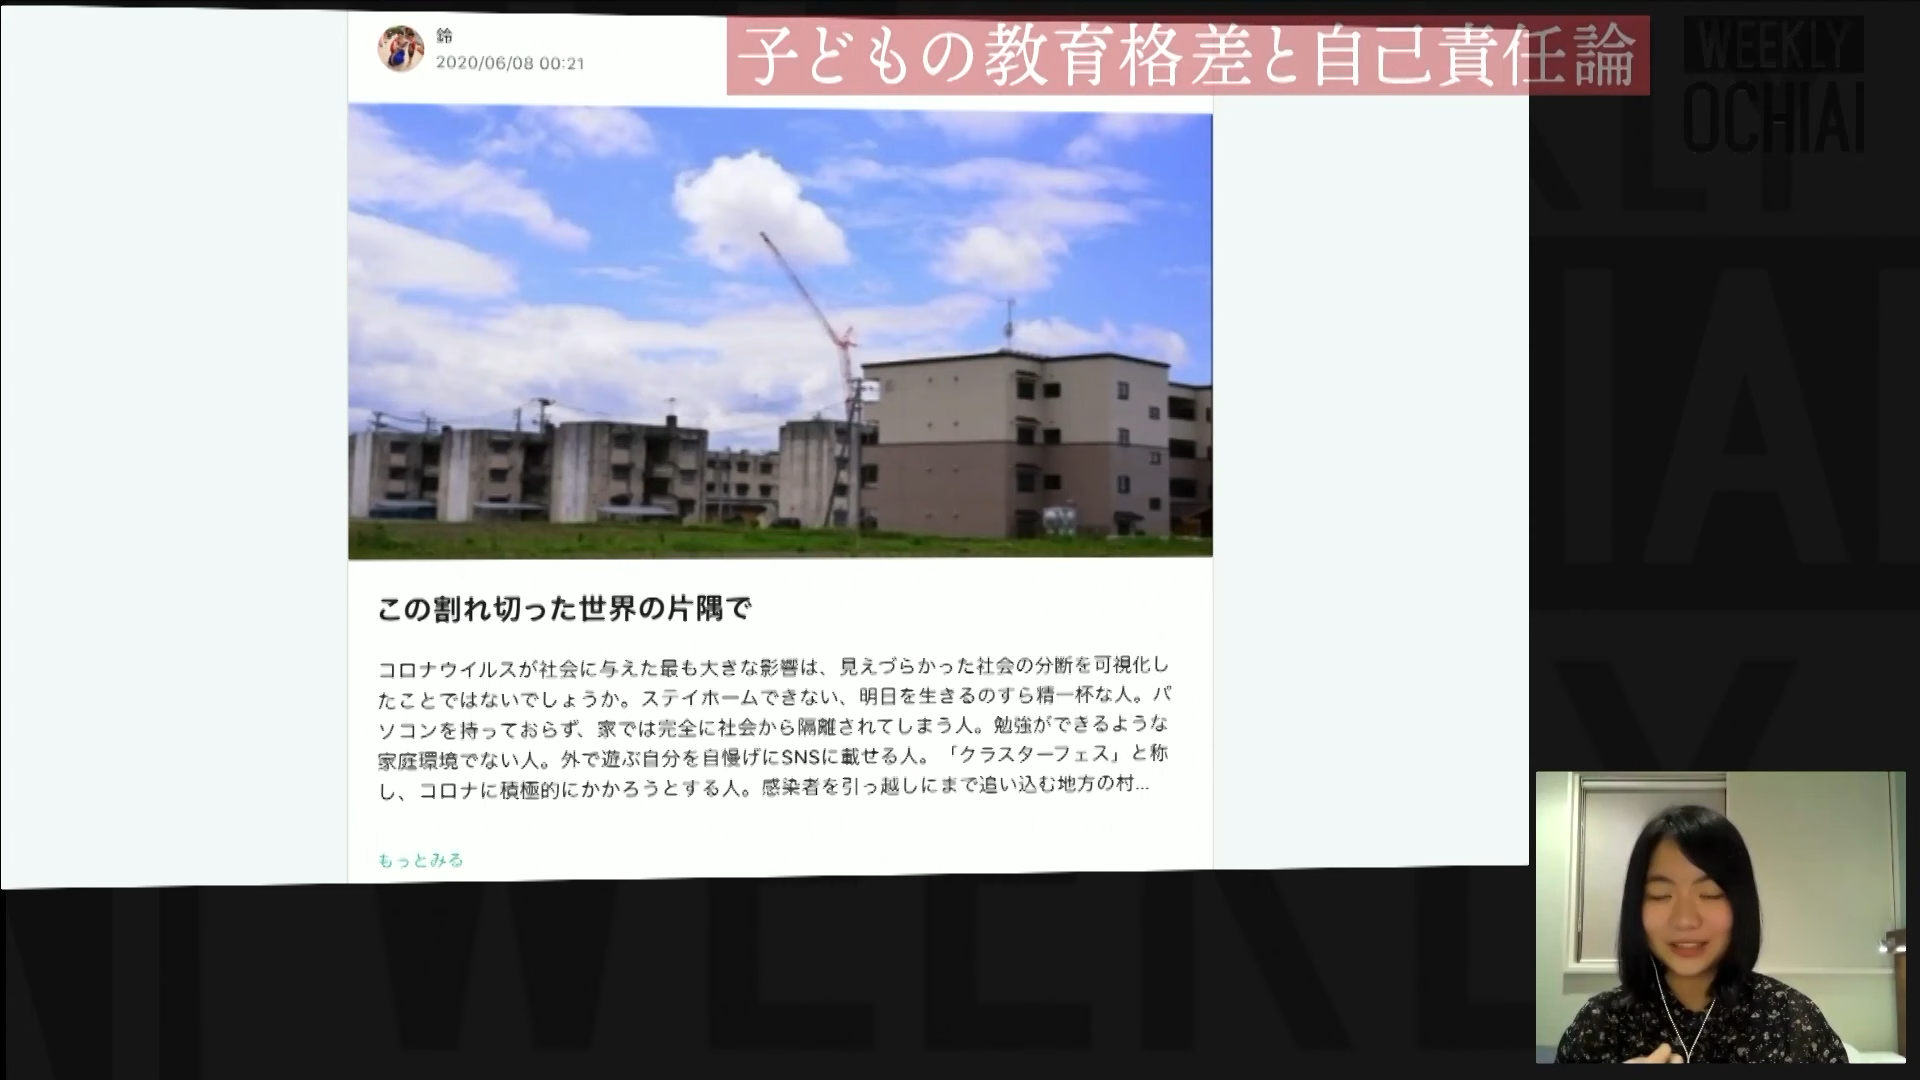 鈴
2020/06/08 00:21
子どもの教育格差と自己責任論
WEEKLY
OCHIAI
この割れ切った世界の片隅で
コロナウイルスが社会に与えた最も大きな影響は、見えづらかった社会の分断を可視化し
たことではないでしょうか。ステイホームできない、明日を生きるのすら精一杯な人。パ
ソコンを持っておらず、家では完全に社会から隔離されてしまう人。勉強ができるような
家庭環境でない人。外で遊ぶ自分を自慢げにSNSに載せる人。「クラスターフェス」と称
し、コロナに積極的にかかろうとする人。感染者を引っ越しにまで追い込む地方の村...
もっとみる